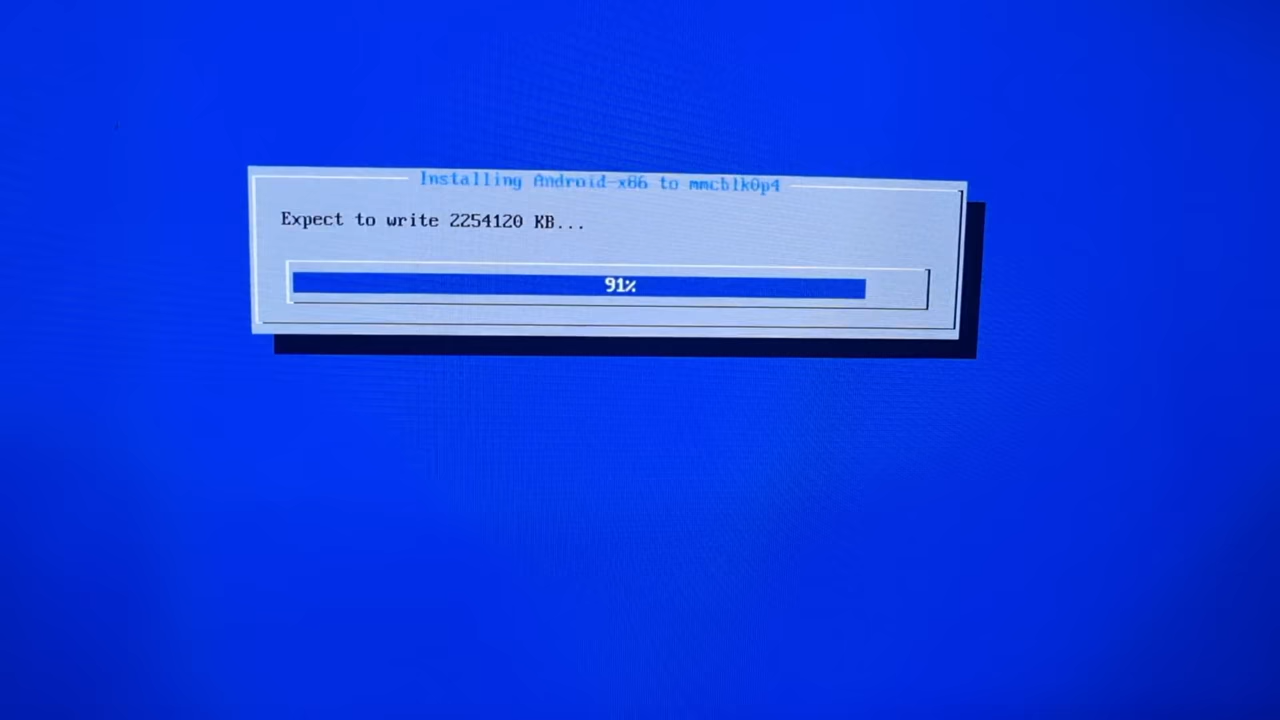 Installing Android-x86 to mmcblk0p4
Expect to write 2254120 KB...
91%